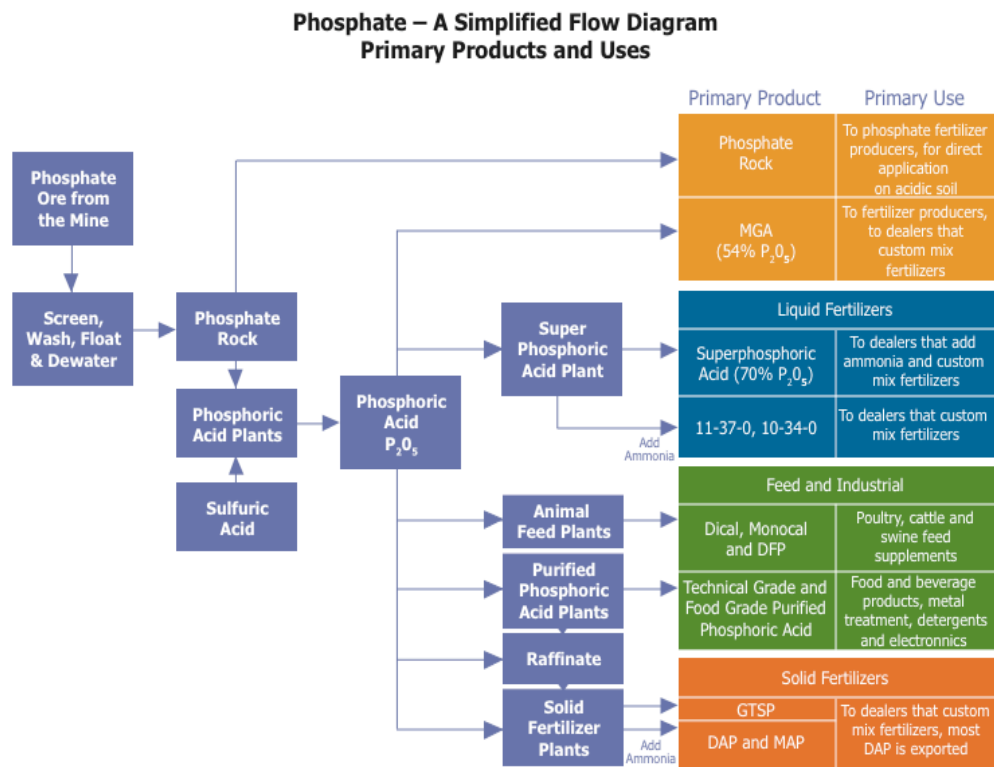 Phosphate – A Simplified Flow Diagram
Primary Products and Uses
Primary Product
Primary Use
Phosphate
Ore from
the Mine
Screen,
Wash, Float
& Dewater
Phosphate
Rock
Phosphoric
Acid Plants
Sulfuric
Acid
Phosphoric
Acid
P₂0₅
Super
Phosphoric
Acid Plant
Add
Ammonia
Animal
Feed Plants
Purified
Phosphoric
Acid Plants
Raffinate
Solid
Fertilizer
Plants
Add
Ammonia
Phosphate
Rock
To phosphate fertilizer
producers, for direct
application
on acidic soil
MGA
(54% P₂0₅)
To fertilizer producers,
to dealers that
custom mix
fertilizers
Liquid Fertilizers
Superphosphoric
Acid (70% P₂0₅)
To dealers that add
ammonia and custom
mix fertilizers
11-37-0, 10-34-0
To dealers that custom
mix fertilizers
Feed and Industrial
Dical, Monocal
and DFP
Poultry, cattle and
swine feed
supplements
Technical Grade and
Food Grade Purified
Phosphoric Acid
Food and beverage
products, metal
treatment, detergents
and electronnics
Solid Fertilizers
GTSP
DAP and MAP
To dealers that custom
mix fertilizers, most
DAP is exported